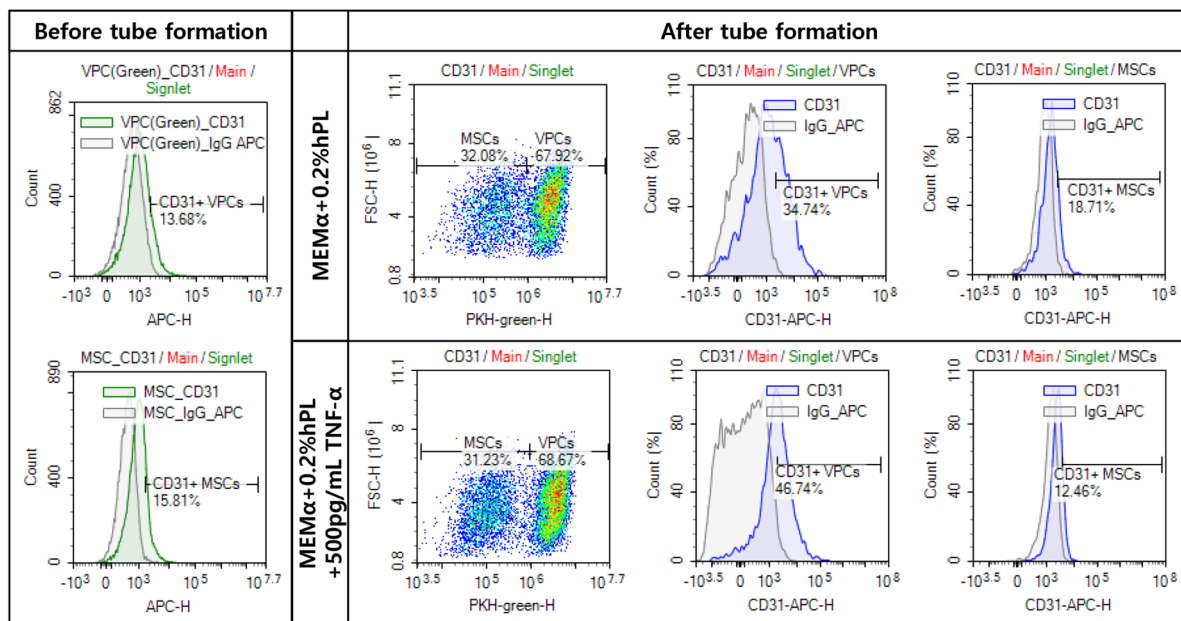 Before tube formation
After tube formation
VPC(Green)_CD31 / Main /
Signlet
862
400
0
Count
VPC(Green)_CD31
VPC(Green)_IgG APC
CD31+ VPCs
13.68%
-10³ 0 10³ 10⁵ 10⁷·⁷
APC-H
MSC_CD31 / Main / Signlet
890
400
0
Count
MSC_CD31
MSC_IgG_APC
CD31+ MSCs
15.81%
-10³ 0 10³ 10⁵ 10⁷·⁷
APC-H
MEMα+0.2%hPL
CD31 / Main / Singlet
11.1
8
4
0.8
FSC-H (10⁶ |
MSCs
32.08%
VPCs
67.92%
10³·⁵ 10⁵ 10⁶ 10⁷·⁷
PKH-green-H
CD31 / Main / Singlet / VPCs
110
80
40
0
Count (%|
CD31
IgG_APC
CD31+ VPCs
34.74%
-10³·⁵ 0 10³ 10⁵ 10⁸
CD31-APC-H
CD31 / Main / Singlet / MSCs
110
80
40
0
Count (%|
CD31
IgG_APC
CD31+ MSCs
18.71%
-10³·⁵ 0 10³ 10⁵ 10⁸
CD31-APC-H
MEMα+0.2%hPL
+500pg/mL TNF-α
CD31 / Main / Singlet
11.1
8
4
0.8
FSC-H (10⁶ |
MSCs
31.23%
VPCs
68.67%
10³·⁵ 10⁵ 10⁶ 10⁷·⁷
PKH-green-H
CD31 / Main / Singlet / VPCs
110
80
40
0
Count (%|
CD31
IgG_APC
CD31+ VPCs
46.74%
-10³·⁵ 0 10³ 10⁵ 10⁸
CD31-APC-H
CD31 / Main / Singlet / MSCs
110
80
40
0
Count (%|
CD31
IgG_APC
CD31+ MSCs
12.46%
-10³·⁵ 0 10³ 10⁵ 10⁸
CD31-APC-H